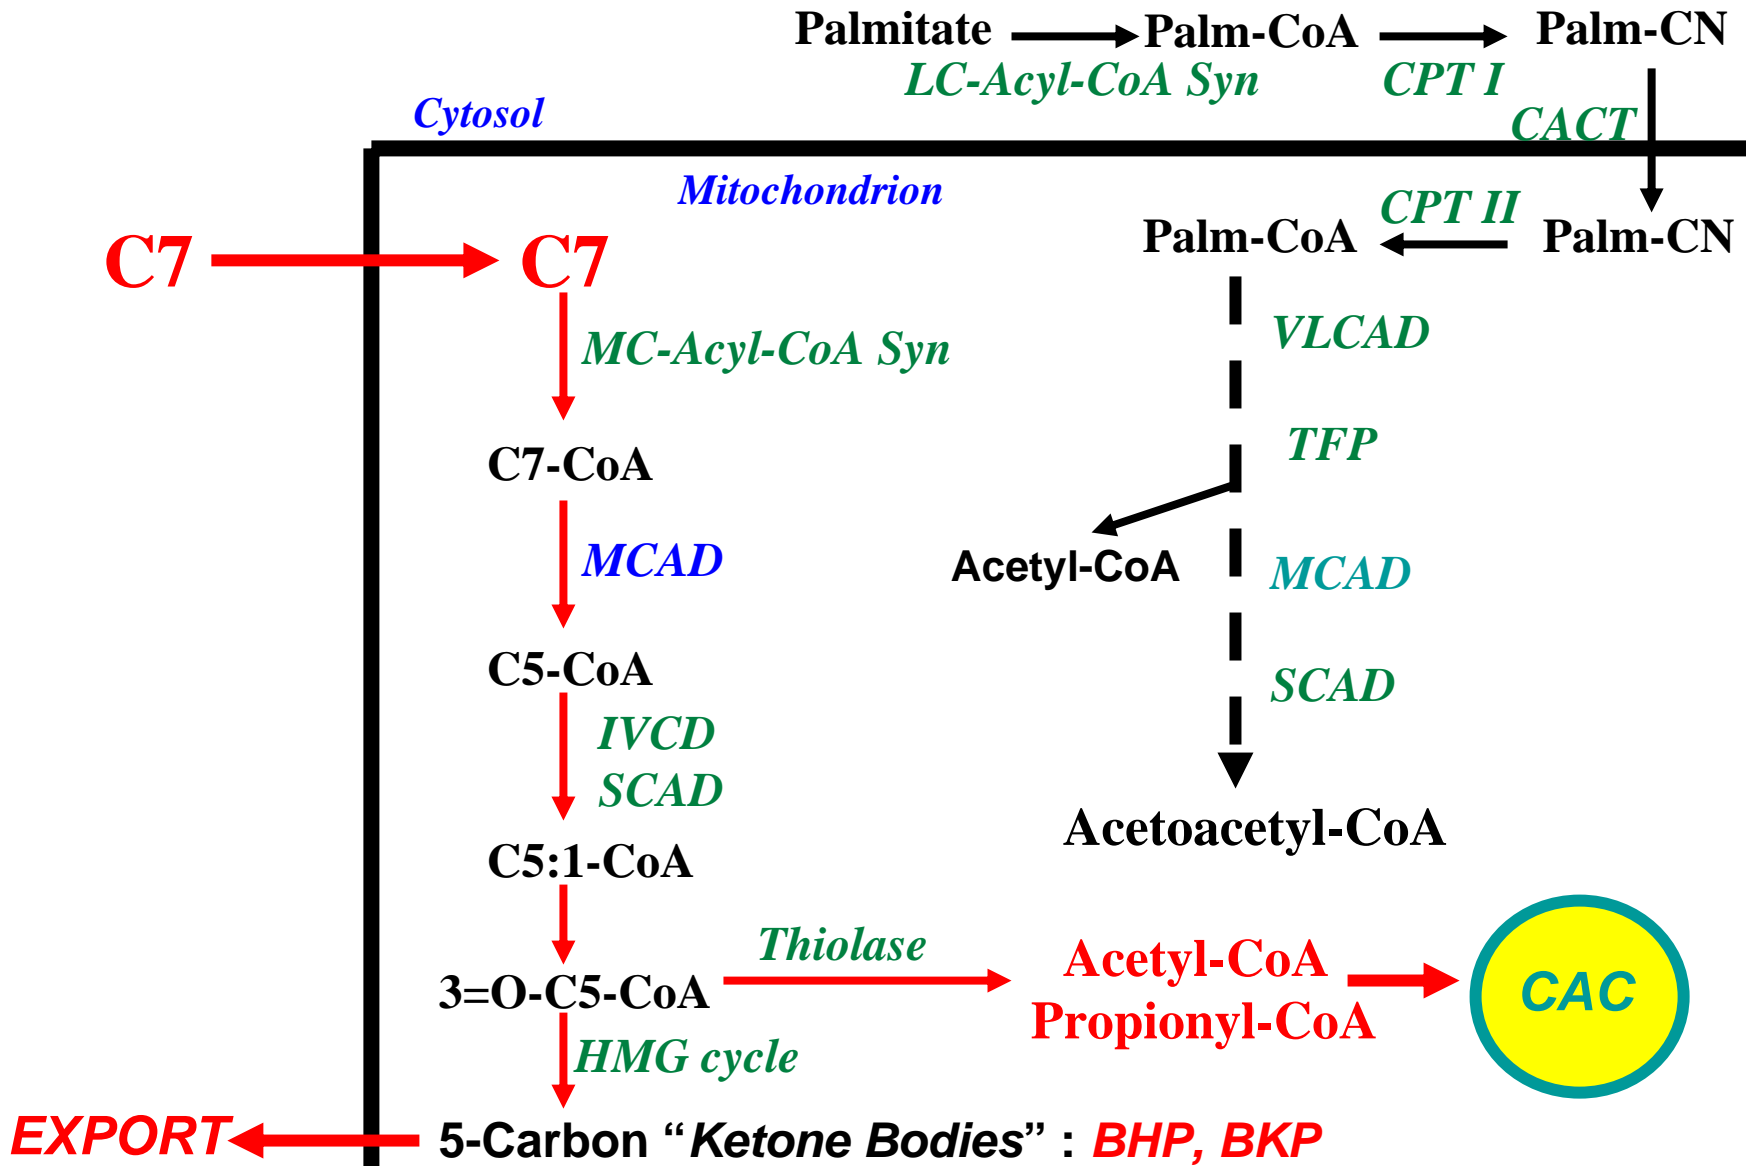 Palmitate Palm-CoA Palm-CN
LC-Acyl-CoA Syn CPT I
Cytosol CACT
Mitochondrion CPT II
C7 C7 Palm-CoA Palm-CN
MC-Acyl-CoA Syn VLCAD
C7-CoA TFP
MCAD Acetyl-CoA MCAD
C5-CoA SCAD
IVCD
SCAD
Acetoacetyl-CoA
C5:1-CoA
Thiolase Acetyl-CoA
3=O-C5-CoA CAC
Propionyl-CoA
HMG cycle
EXPORT 5-Carbon “Ketone Bodies” : BHP, BKP